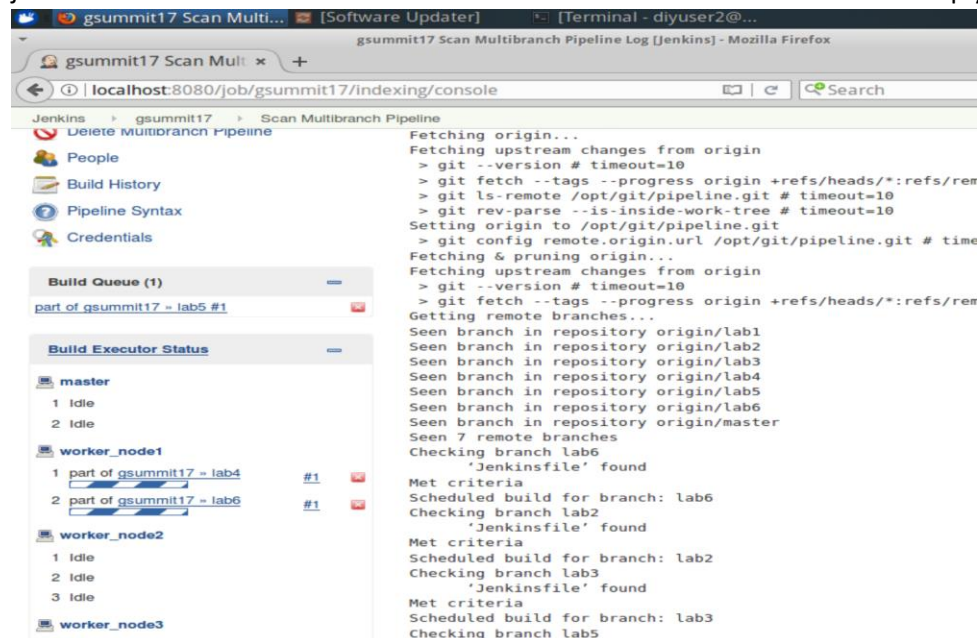 gsummit17 Scan Multi...
[Software Updater]
[Terminal - diyuser2@...
gsummit17 Scan Multibranch Pipeline Log [Jenkins] - Mozilla Firefox
gsummit17 Scan Mult × +
localhost:8080/job/gsummit17/indexing/console
Search
Jenkins gsummit17 Scan Multibranch Pipeline
Delete Multibranch Pipeline
People
Build History
Pipeline Syntax
Credentials
Build Queue (1)
part of gsummit17 » lab5 #1
Build Executor Status
master
1 Idle
2 Idle
worker_node1
1 part of gsummit17 » lab4 #1
2 part of gsummit17 » lab6 #1
worker_node2
1 Idle
2 Idle
3 Idle
worker_node3
Fetching origin...
Fetching upstream changes from origin
> git --version # timeout=10
> git fetch --tags --progress origin +refs/heads/*:refs/rem
> git ls-remote /opt/git/pipeline.git # timeout=10
> git rev-parse --is-inside-work-tree # timeout=10
Setting origin to /opt/git/pipeline.git
> git config remote.origin.url /opt/git/pipeline.git # time
Fetching & pruning origin...
Fetching upstream changes from origin
> git --version # timeout=10
> git fetch --tags --progress origin +refs/heads/*:refs/rem
Getting remote branches...
Seen branch in repository origin/lab1
Seen branch in repository origin/lab2
Seen branch in repository origin/lab3
Seen branch in repository origin/lab4
Seen branch in repository origin/lab5
Seen branch in repository origin/lab6
Seen branch in repository origin/master
Seen 7 remote branches
Checking branch lab6
‘Jenkinsfile’ found
Met criteria
Scheduled build for branch: lab6
Checking branch lab2
‘Jenkinsfile’ found
Met criteria
Scheduled build for branch: lab2
Checking branch lab3
‘Jenkinsfile’ found
Met criteria
Scheduled build for branch: lab3
Checking branch lab5